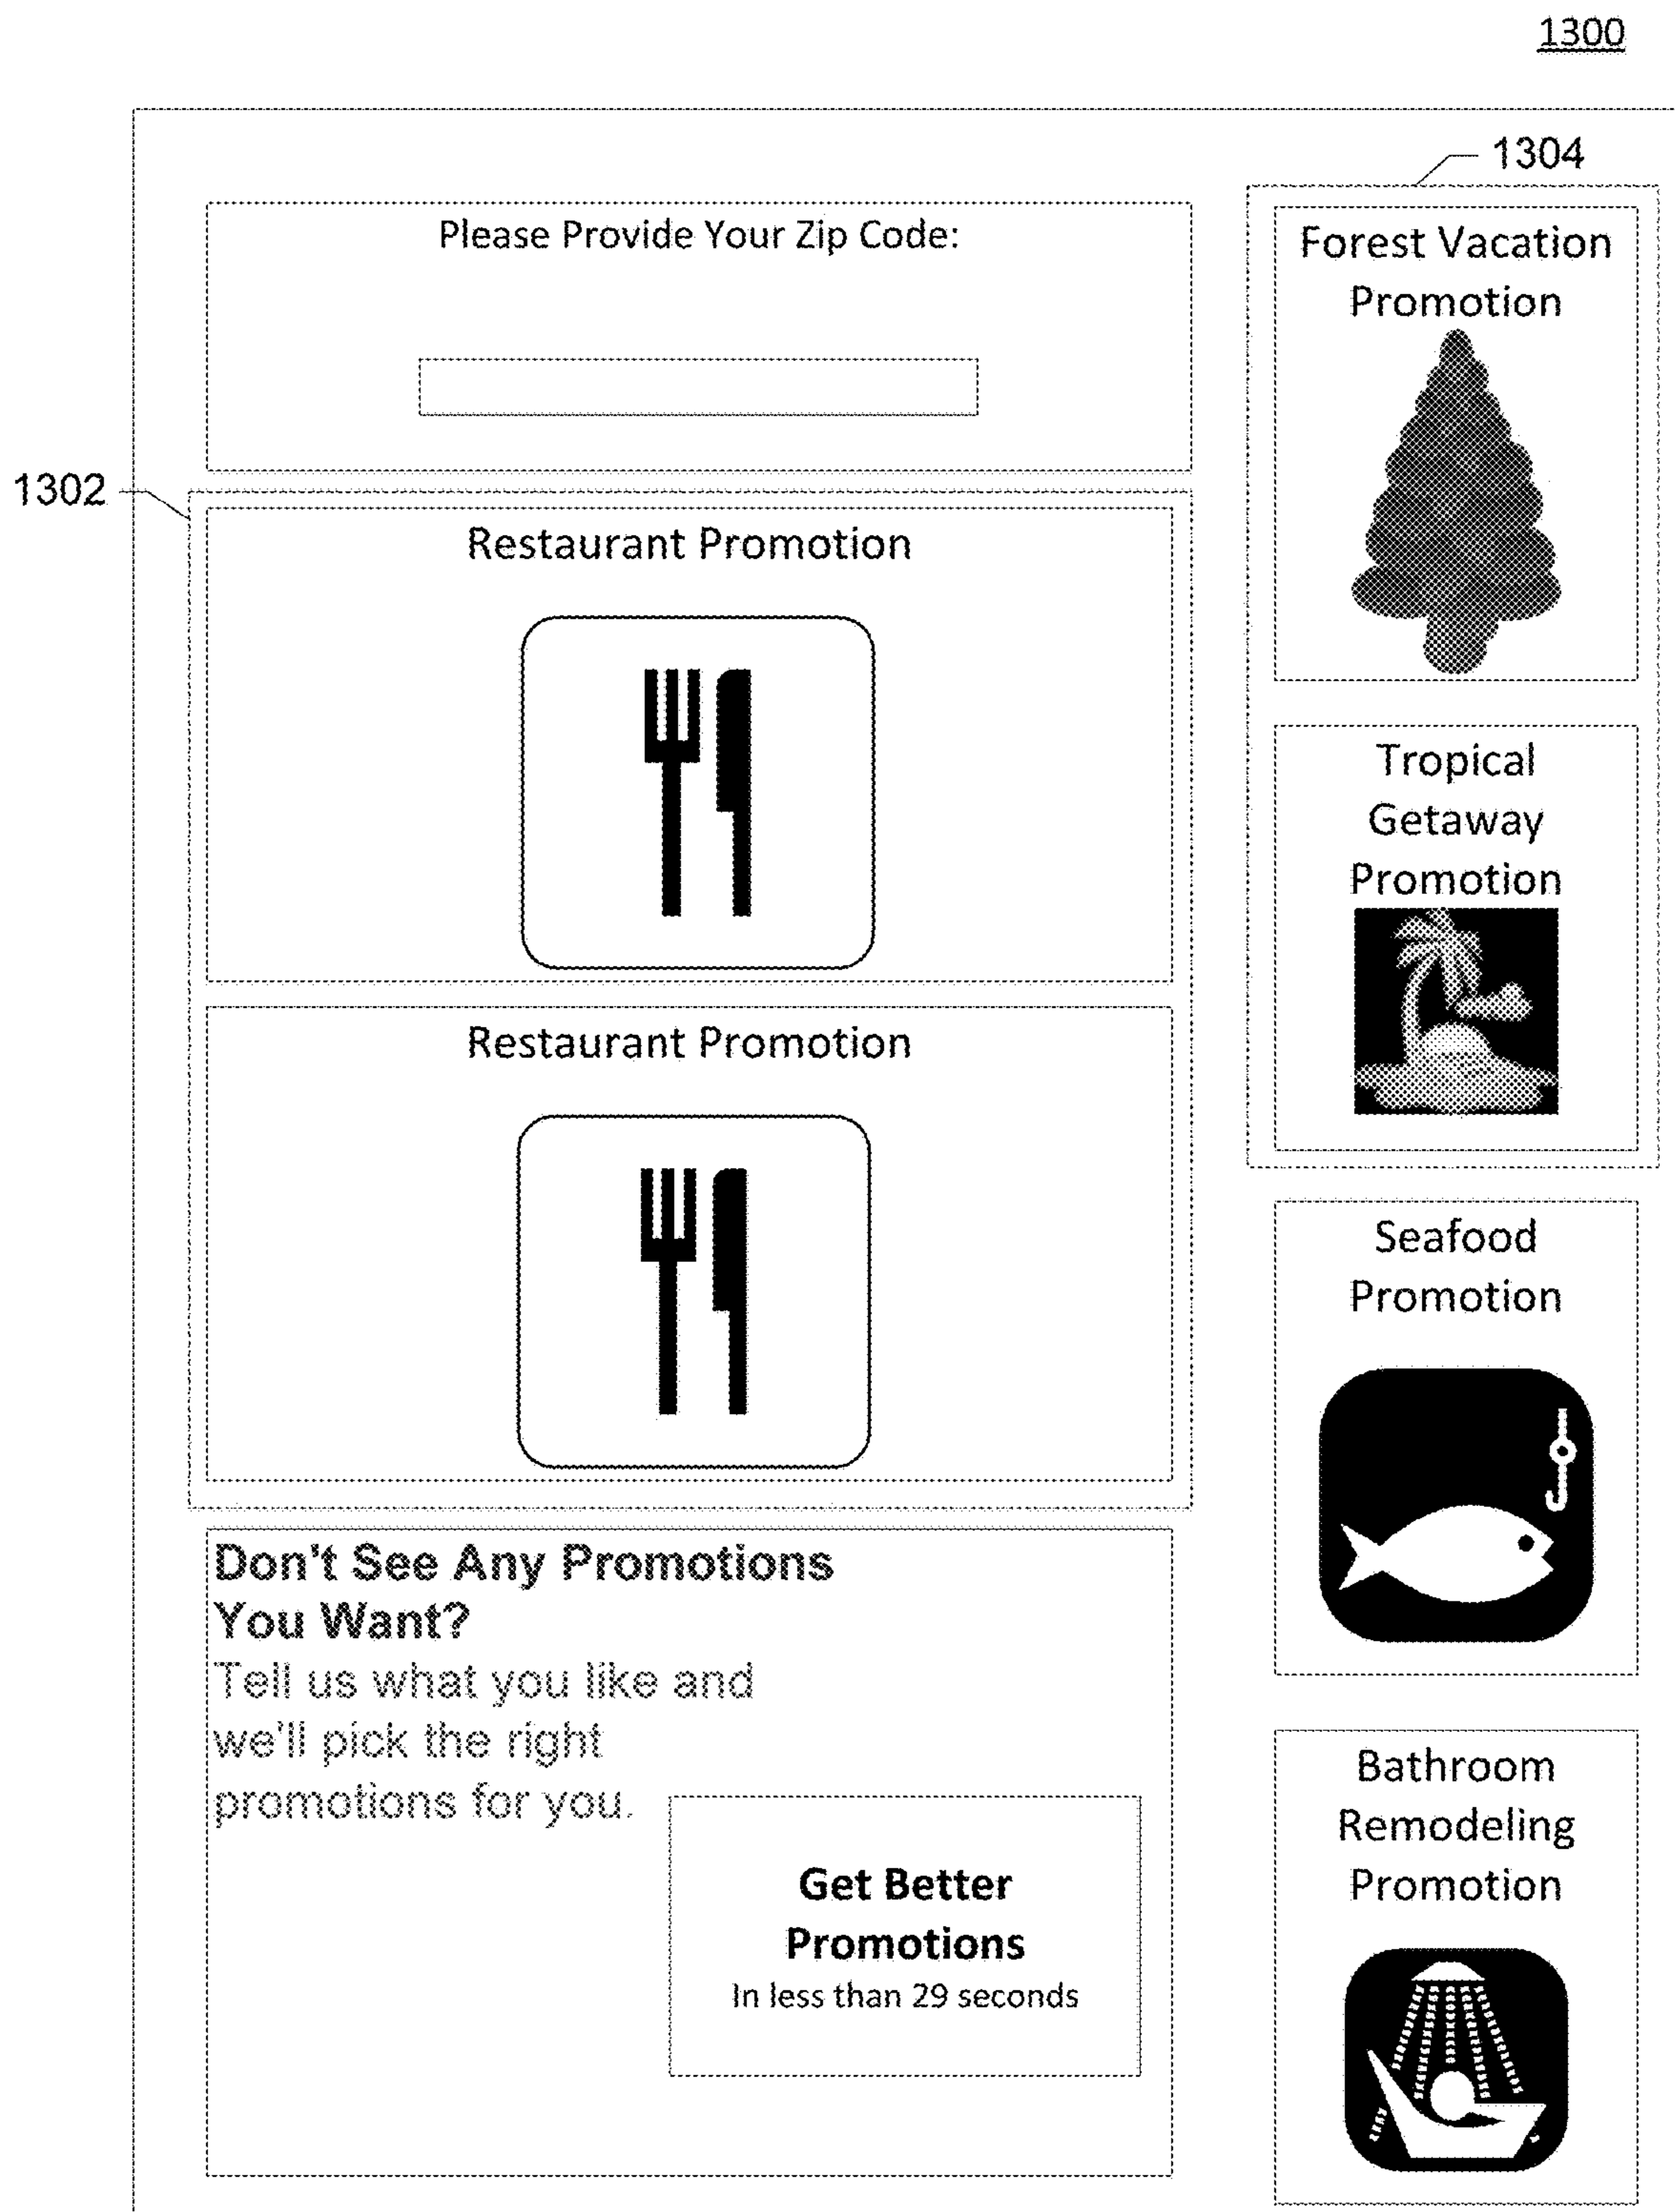 1300
1304
Please Provide Your Zip Code:
1302
Restaurant Promotion
Restaurant Promotion
Don't See Any Promotions
You Want?
Tell us what you like and
we'll pick the right
promotions for you.
Get Better
Promotions
In less than 29 seconds
Forest Vacation
Promotion
Tropical
Getaway
Promotion
Seafood
Promotion
Bathroom
Remodeling
Promotion